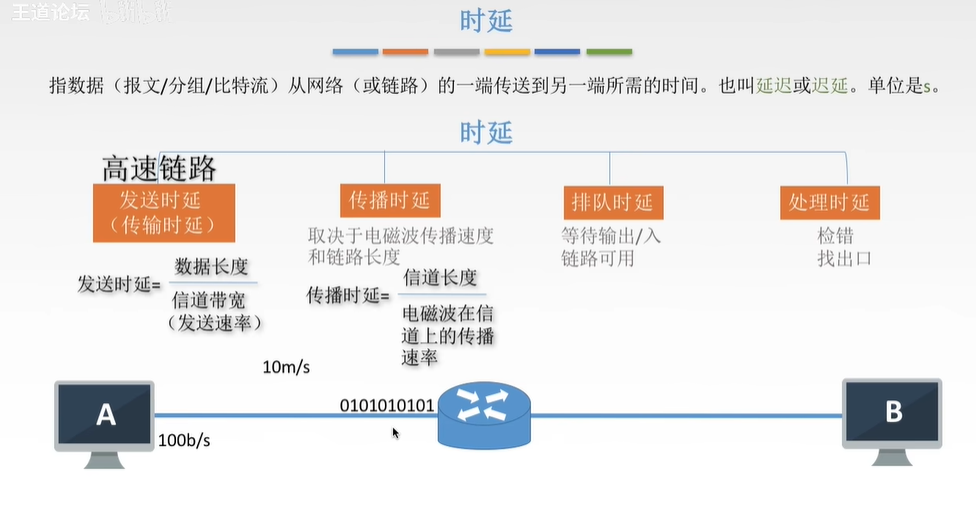 王道论坛
时延
指数据（报文/分组/比特流）从网络（或链路）的一端传送到另一端所需的时间。也叫延迟或迟延。单位是s。
时延
高速链路
发送时延
（传输时延）
传播时延
排队时延
处理时延
取决于电磁波传播速度
和链路长度
等待输出/入
链路可用
检错
找出口
发送时延=
数据长度
信道带宽
（发送速率）
传播时延=
信道长度
电磁波在信
道上的传播
速率
10m/s
0101010101
A
100b/s
B